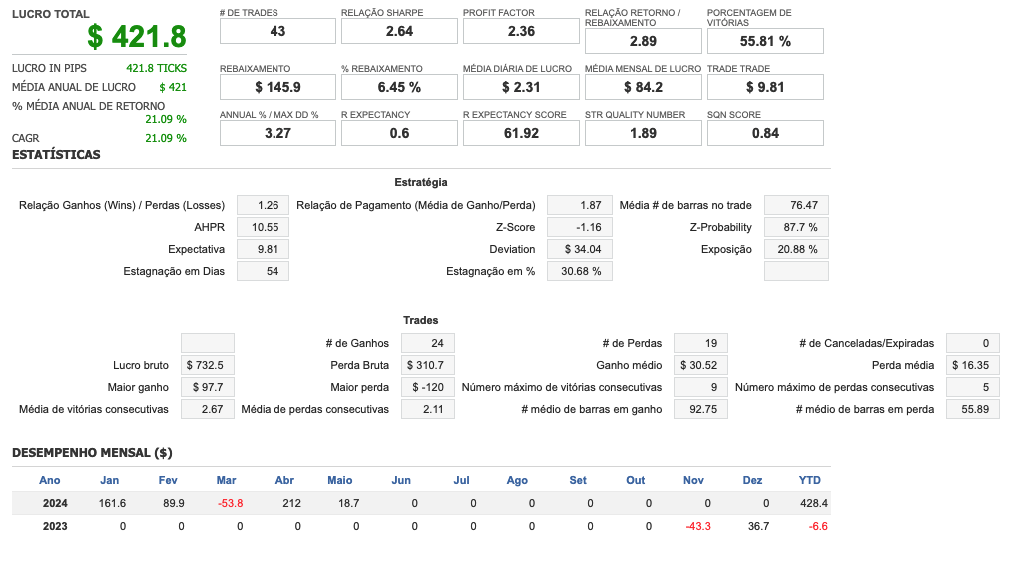 LUCRO TOTAL
$ 421.8
LUCRO IN PIPS 421.8 TICKS
MÉDIA ANUAL DE LUCRO $ 421
% MÉDIA ANUAL DE RETORNO
21.09 %
CAGR 21.09 %
# DE TRADES RELAÇÃO SHARPE PROFIT FACTOR RELAÇÃO RETORNO / REBAIXAMENTO PORCENTAGEM DE VITÓRIAS
43 2.64 2.36 2.89 55.81 %
REBAIXAMENTO % REBAIXAMENTO MÉDIA DIÁRIA DE LUCRO MÉDIA MENSAL DE LUCRO TRADE TRADE
$ 145.9 6.45 % $ 2.31 $ 84.2 $ 9.81
ANNUAL % / MAX DD % R EXPECTANCY R EXPECTANCY SCORE STR QUALITY NUMBER SQN SCORE
3.27 0.6 61.92 1.89 0.84
ESTATÍSTICAS
Estratégia
Relação Ganhos (Wins) / Perdas (Losses) 1.26 Relação de Pagamento (Média de Ganho/Perda) 1.87 Média # de barras no trade 76.47
AHPR 10.55 Z-Score -1.16 Z-Probability 87.7 %
Expectativa 9.81 Deviation $ 34.04 Exposição 20.88 %
Estagnação em Dias 54 Estagnação em % 30.68 %
Trades
# de Ganhos 24 # de Perdas 19 # de Canceladas/Expiradas 0
Lucro bruto $ 732.5 Perda Bruta $ 310.7 Ganho médio $ 30.52 Perda média $ 16.35
Maior ganho $ 97.7 Maior perda $ -120 Número máximo de vitórias consecutivas 9 Número máximo de perdas consecutivas 5
Média de vitórias consecutivas 2.67 Média de perdas consecutivas 2.11 # médio de barras em ganho 92.75 # médio de barras em perda 55.89
DESEMPENHO MENSAL ($)
Ano Jan Fev Mar Abr Maio Jun Jul Ago Set Out Nov Dez YTD
2024 161.6 89.9 -53.8 212 18.7 0 0 0 0 0 0 0 428.4
2023 0 0 0 0 0 0 0 0 0 0 -43.3 36.7 -6.6